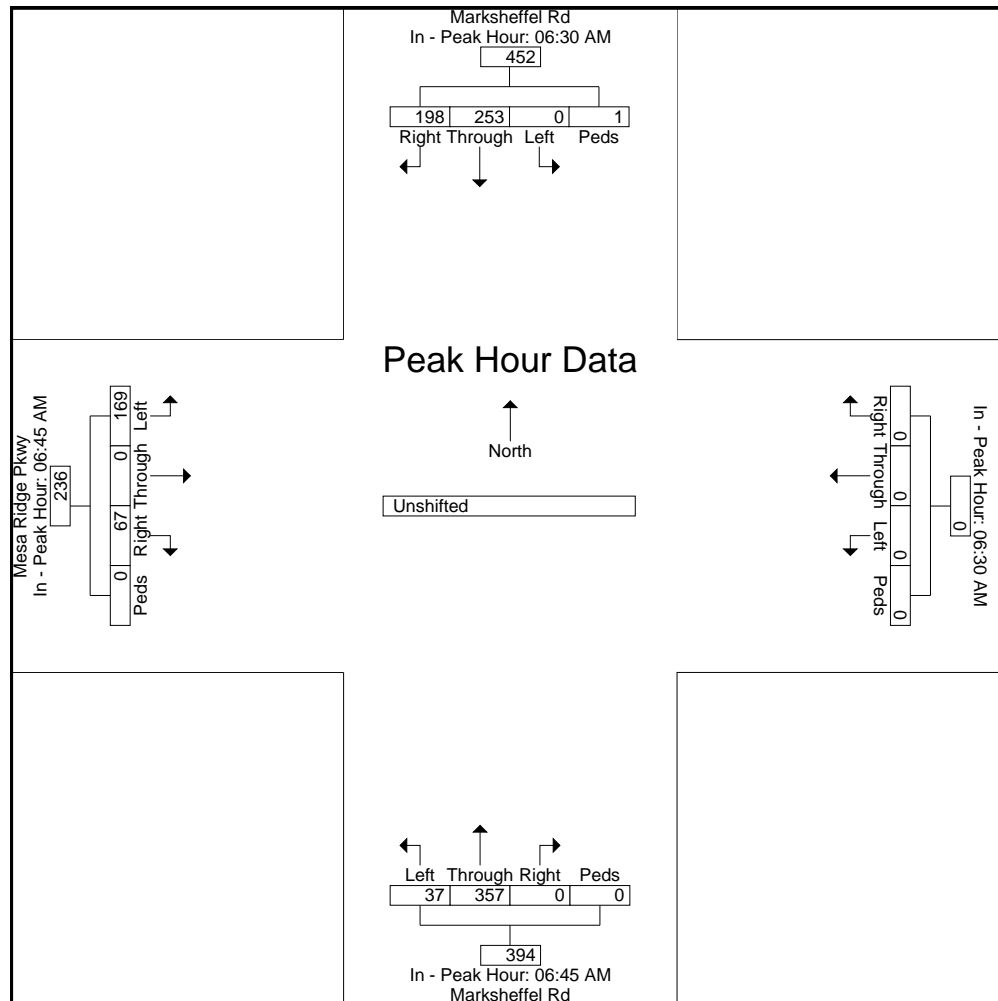 Marksheffel Rd
In - Peak Hour: 06:30 AM
452
198 253 0 1
Right Through Left Peds
Peak Hour Data
North
Unshifted
Mesa Ridge Pkwy
In - Peak Hour: 06:45 AM
236
169 0 67 0
Left Through Right Peds
In - Peak Hour: 06:30 AM
0
0 0 0 0
Right Through Left Peds
Left Through Right Peds
37 357 0 0
394
In - Peak Hour: 06:45 AM
Marksheffel Rd